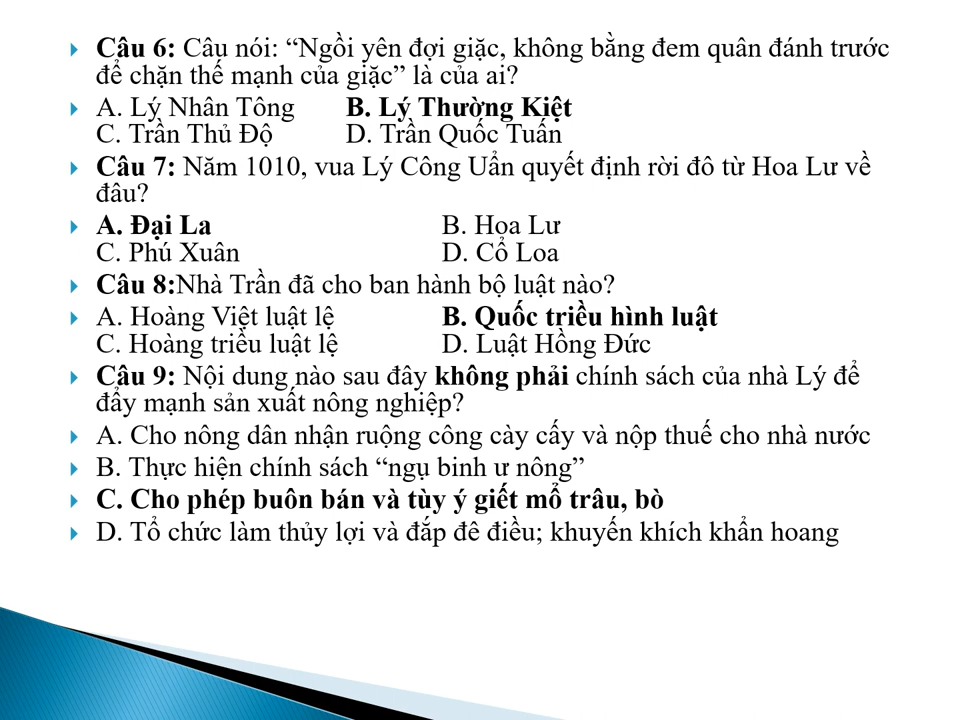 Câu 6: Câu nói: “Ngồi yên đợi giặc, không bằng đem quân đánh trước
để chặn thế mạnh của giặc” là của ai?
A. Lý Nhân Tông B. Lý Thường Kiệt
C. Trần Thủ Độ D. Trần Quốc Tuấn
Câu 7: Năm 1010, vua Lý Công Uẩn quyết định rời đô từ Hoa Lư về
đâu?
A. Đại La B. Hoa Lư
C. Phú Xuân D. Cổ Loa
Câu 8:Nhà Trần đã cho ban hành bộ luật nào?
A. Hoàng Việt luật lệ B. Quốc triều hình luật
C. Hoàng triều luật lệ D. Luật Hồng Đức
Câu 9: Nội dung nào sau đây không phải chính sách của nhà Lý để
đẩy mạnh sản xuất nông nghiệp?
A. Cho nông dân nhận ruộng công cày cấy và nộp thuế cho nhà nước
B. Thực hiện chính sách “ngụ binh ư nông”
C. Cho phép buôn bán và tùy ý giết mổ trâu, bò
D. Tổ chức làm thủy lợi và đắp đê điều; khuyến khích khẩn hoang